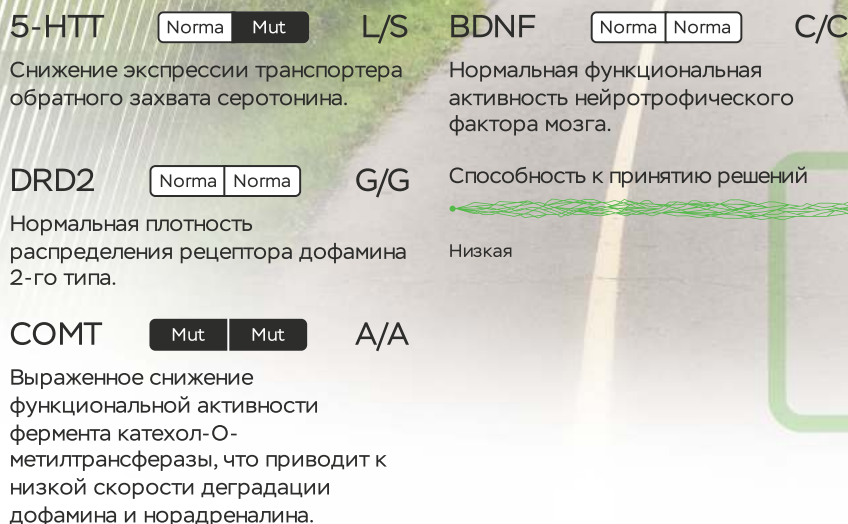 5-HTT Norma Mut L/S
Снижение экспрессии транспортера
обратного захвата серотонина.
DRD2 Norma Norma G/G
Нормальная плотность
распределения рецептора дофамина
2-го типа.
COMT Mut Mut A/A
Выраженное снижение
функциональной активности
фермента катехол-О-
метилтрансферазы, что приводит к
низкой скорости деградации
дофамина и норадреналина.
BDNF Norma Norma C/C
Нормальная функциональная
активность нейротрофического
фактора мозга.
Способность к принятию решений
Низкая